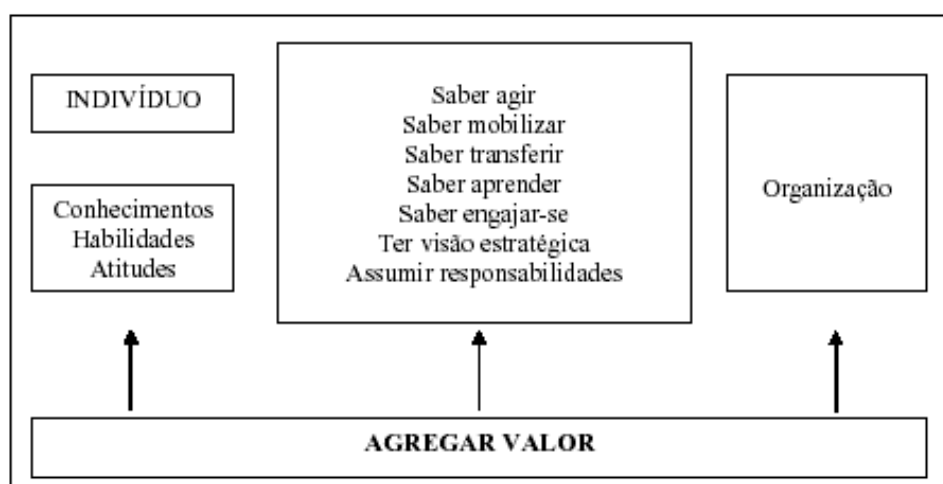 INDIVÍDUO
Conhecimentos
Habilidades
Atitudes
Saber agir
Saber mobilizar
Saber transferir
Saber aprender
Saber engajar-se
Ter visão estratégica
Assumir responsabilidades
Organização
AGREGAR VALOR